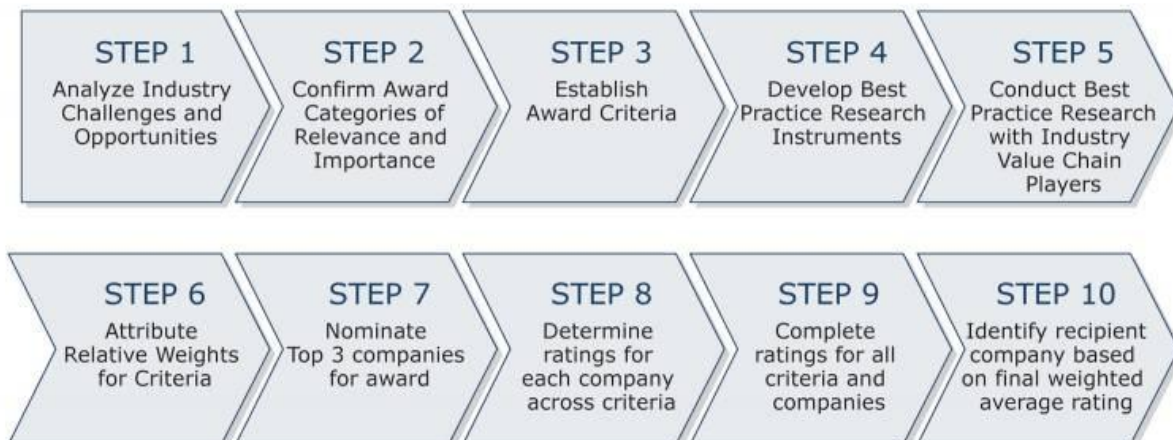 STEP 1
Analyze Industry
Challenges and
Opportunities
STEP 2
Confirm Award
Categories of
Relevance and
Importance
STEP 3
Establish
Award Criteria
STEP 4
Develop Best
Practice Research
Instruments
STEP 5
Conduct Best
Practice Research
with Industry
Value Chain
Players
STEP 6
Attribute
Relative Weights
for Criteria
STEP 7
Nominate
Top 3 companies
for award
STEP 8
Determine
ratings for
each company
across criteria
STEP 9
Complete
ratings for all
criteria and
companies
STEP 10
Identify recipient
company based
on final weighted
average rating